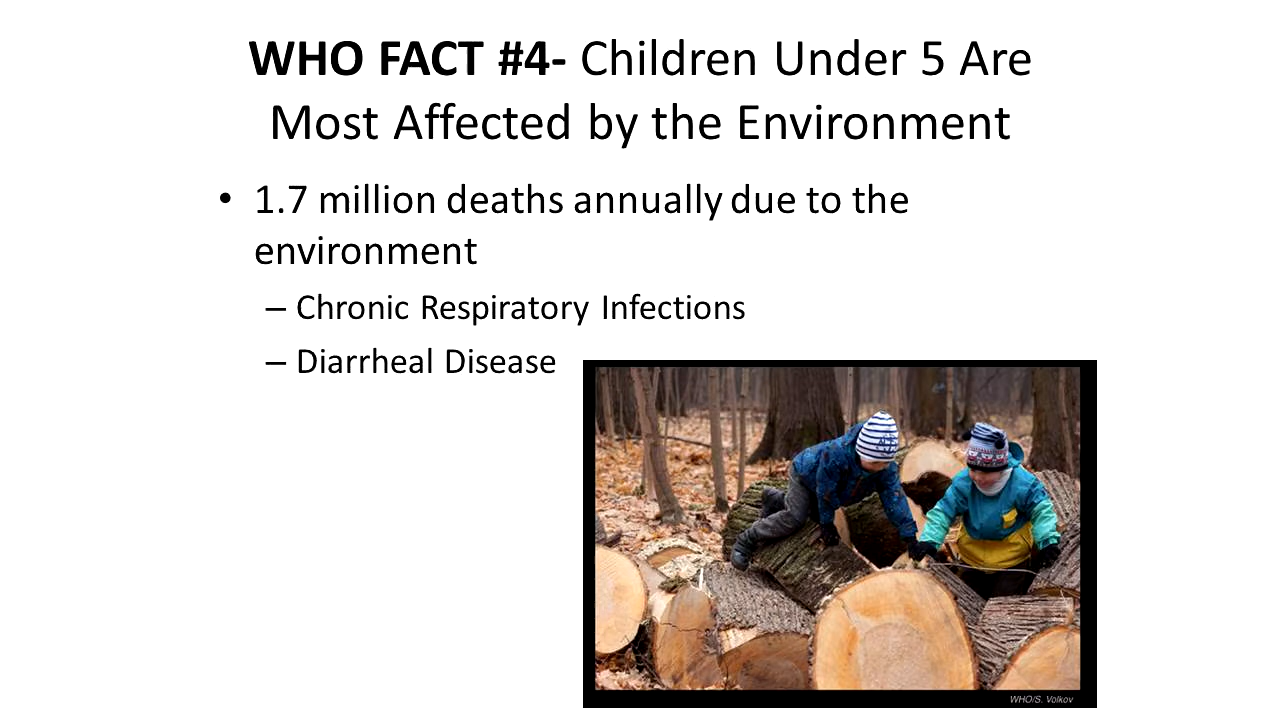 WHO FACT #4- Children Under 5 Are
Most Affected by the Environment
• 1.7 million deaths annually due to the
environment
– Chronic Respiratory Infections
– Diarrheal Disease
WHO/S. Volkov